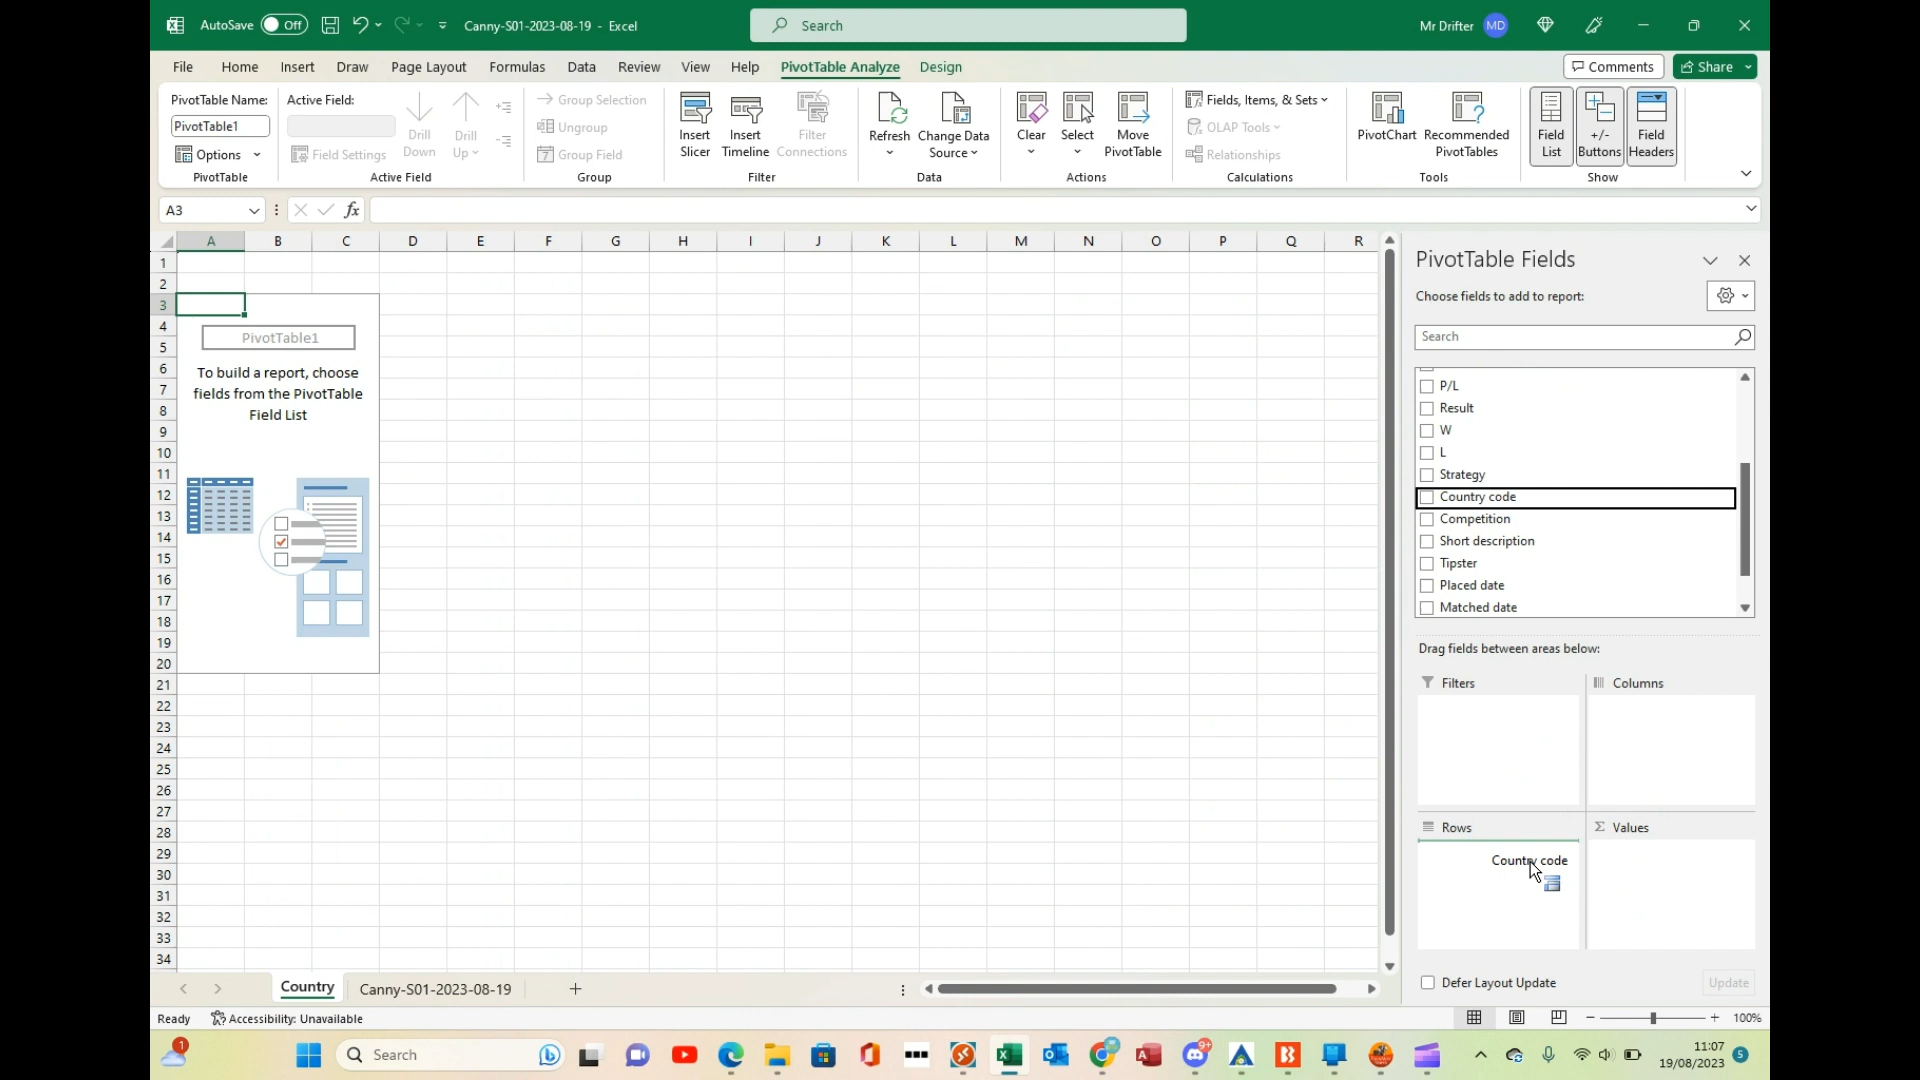 AutoSave Off Canny-S01-2023-08-19 - Excel Search Mr Drifter MD
File Home Insert Draw Page Layout Formulas Data Review View Help PivotTable Analyze Design Comments Share
PivotTable Name:
PivotTable1
Options
PivotTable
Active Field:
Field Settings
Drill
Down
Drill
Up
Active Field
Group Selection
Ungroup
Group Field
Group
Insert
Slicer
Insert
Timeline
Filter
Connections
Filter
Refresh
Change Data
Source
Data
Clear
Select
Move
PivotTable
Actions
Fields, Items, & Sets
OLAP Tools
Relationships
Calculations
PivotChart
Recommended
PivotTables
Tools
Field
List
+/-
Buttons
Field
Headers
Show
A3 fx
A B C D E F G H I J K L M N O P Q R
1
2
3
4
5
6
7
8
9
10
11
12
13
14
15
16
17
18
19
20
21
22
23
24
25
26
27
28
29
30
31
32
33
34
PivotTable1
To build a report, choose
fields from the PivotTable
Field List
PivotTable Fields
Choose fields to add to report:
Search
P/L
Result
W
L
Strategy
Country code
Competition
Short description
Tipster
Placed date
Matched date
Drag fields between areas below:
Filters
Columns
Rows
Σ Values
Country code
Defer Layout Update Update
Country Canny-S01-2023-08-19
Ready Accessibility: Unavailable 100%
1 Search 9+ 11:07
19/08/2023 5